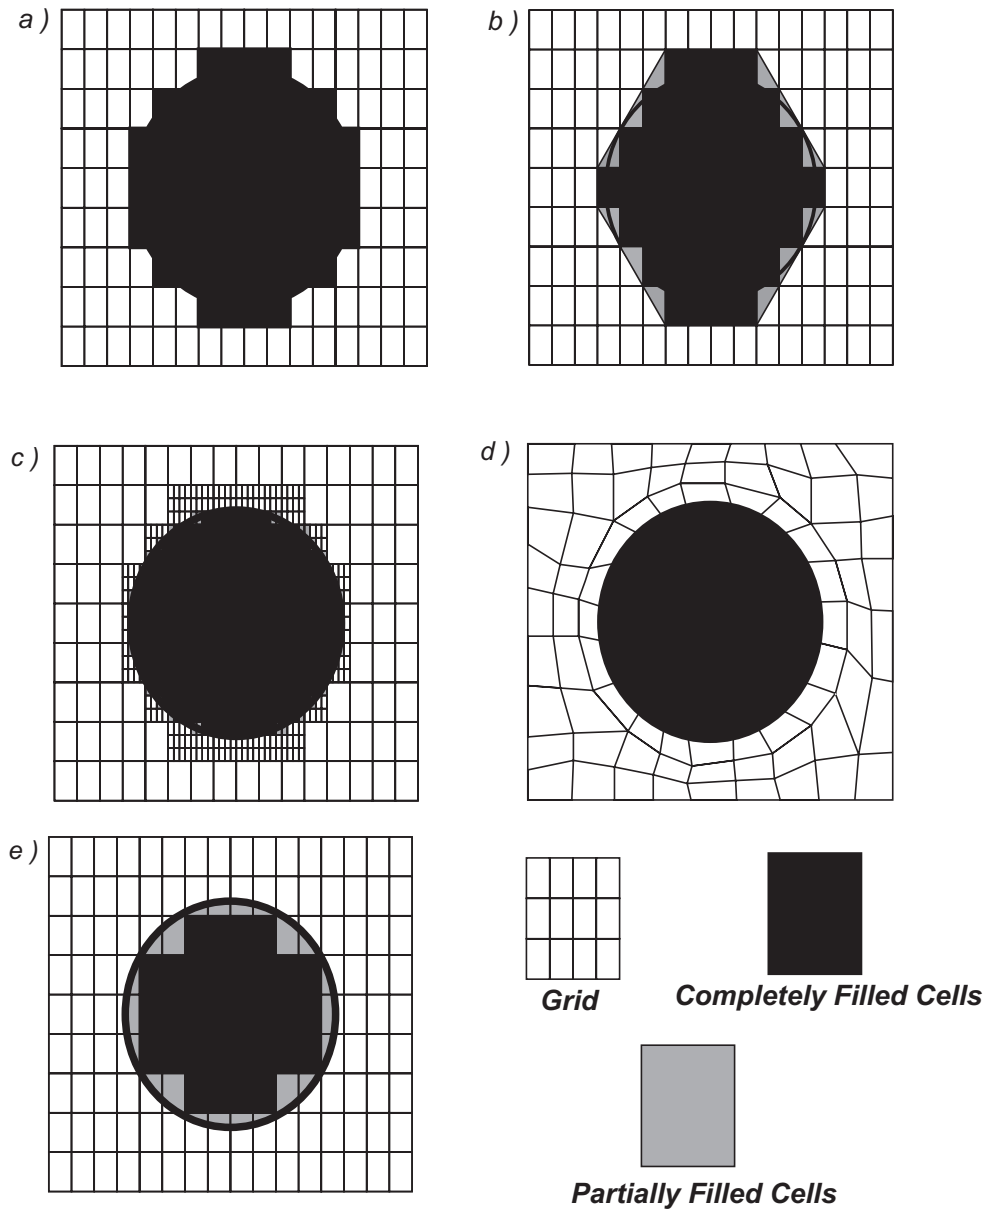 a )
b )
c )
d )
e )
Grid
Completely Filled Cells
Partially Filled Cells